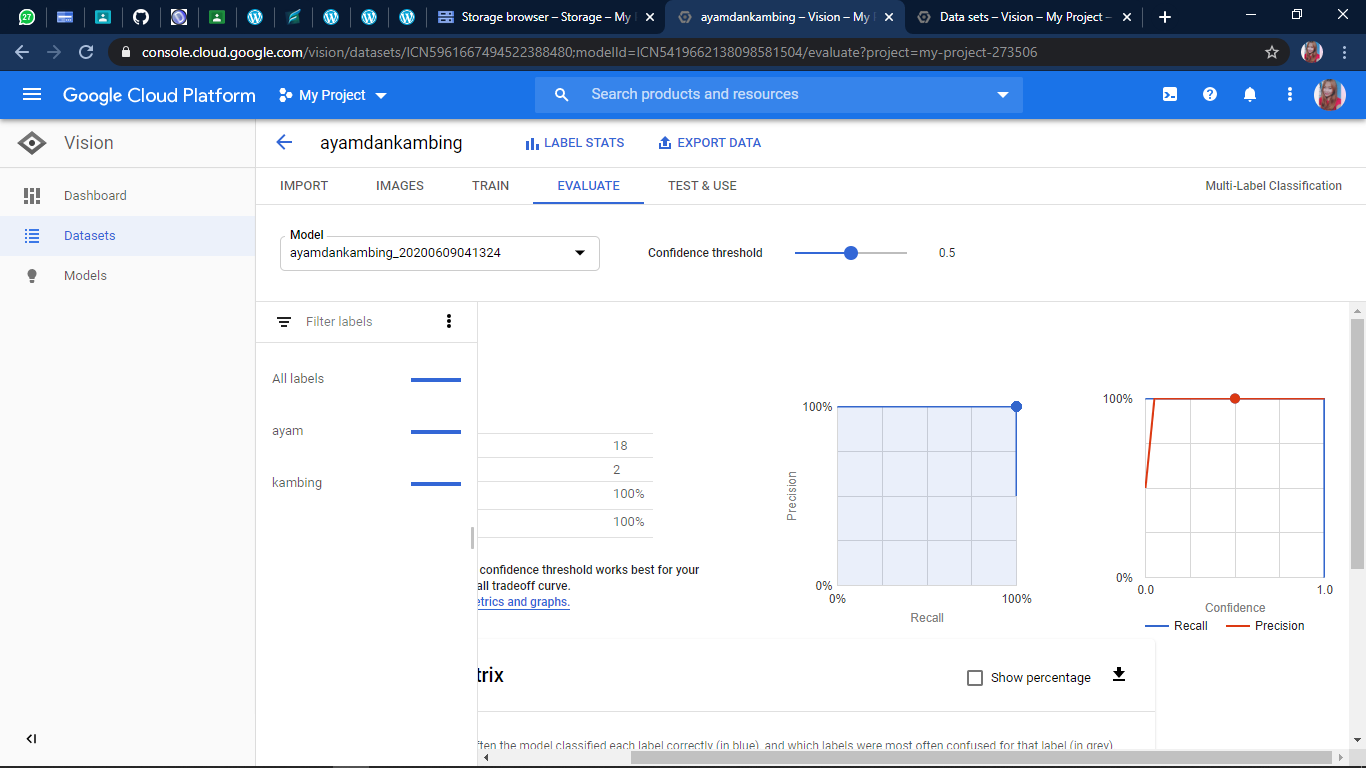 27
Storage browser – Storage – My
ayamdankambing – Vision – My
Data sets – Vision – My Project –
console.cloud.google.com/vision/datasets/ICN5961667494522388480;modelId=ICN5419662138098581504/evaluate?project=my-project-273506
Google Cloud Platform
My Project
Search products and resources
Vision
ayamdankambing
LABEL STATS
EXPORT DATA
Dashboard
Datasets
Models
IMPORT
IMAGES
TRAIN
EVALUATE
TEST & USE
Multi-Label Classification
Model
ayamdankambing_20200609041324
Confidence threshold
0.5
Filter labels
All labels
ayam
kambing
18
2
100%
100%
confidence threshold works best for your
all tradeoff curve.
etrics and graphs.
100%
Precision
0%
0%
100%
Recall
100%
0%
0.0
1.0
Confidence
Recall
Precision
trix
Show percentage
ften the model classified each label correctly (in blue), and which labels were most often confused for that label (in grey)